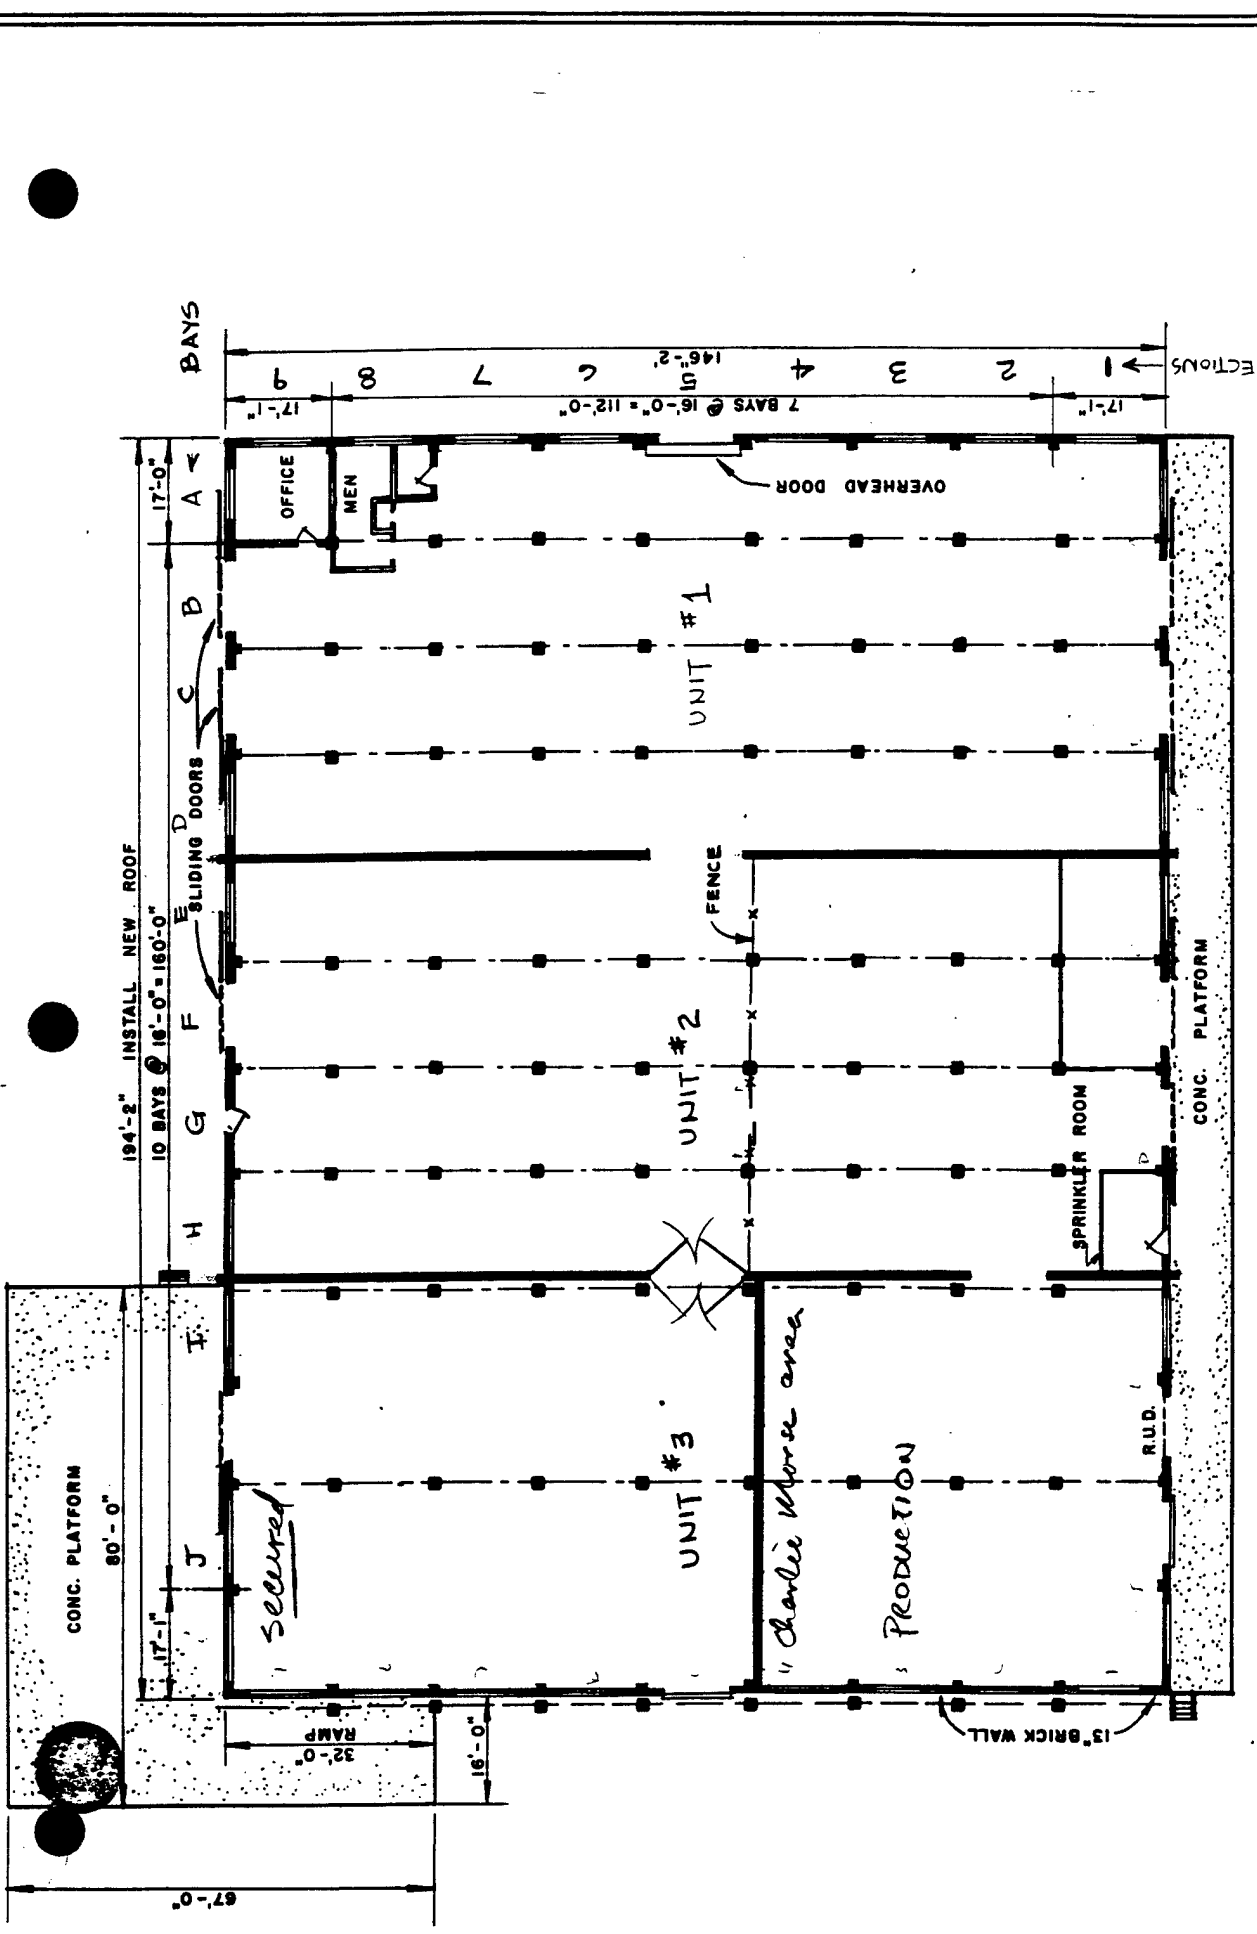 BAYS
146'-2"
9
8
7
6
5
4
3
2
1
ECTIONS
17'-1"
7 BAYS @ 16'-0" = 112'-0"
17'-1"
17'-0"
A
B
C
D
E
F
G
H
I
J
194'-2" INSTALL NEW ROOF
10 BAYS @ 16'-0" = 160'-0"
17'-1"
SLIDING DOORS
OFFICE
MEN
OVERHEAD DOOR
UNIT #1
FENCE
UNIT #2
SPRINKLER ROOM
D
CONC. PLATFORM
CONC. PLATFORM
80'-0"
secured
UNIT #3
"Charlie Morse area
PRODUCTION
R.U.D.
13" BRICK WALL
RAMP
32'-0"
16'-0"
67'-0"